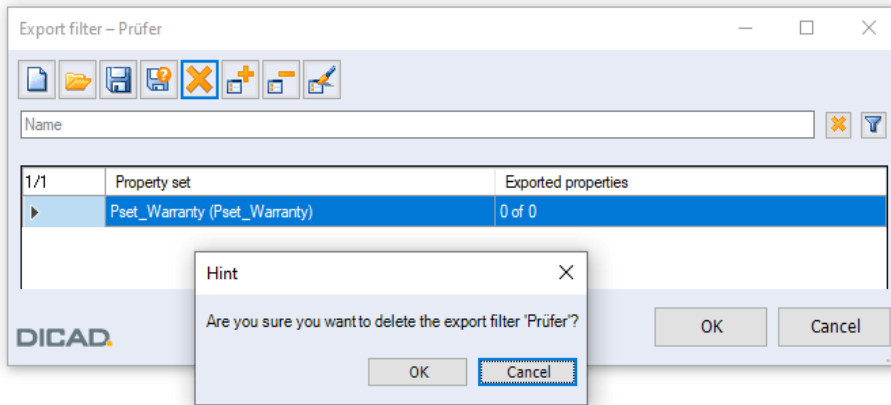 Export filter – Prüfer
Name
1/1 Property set Exported properties
Pset_Warranty (Pset_Warranty) 0 of 0
Hint
Are you sure you want to delete the export filter 'Prüfer'?
OK Cancel
DICAD.
OK Cancel